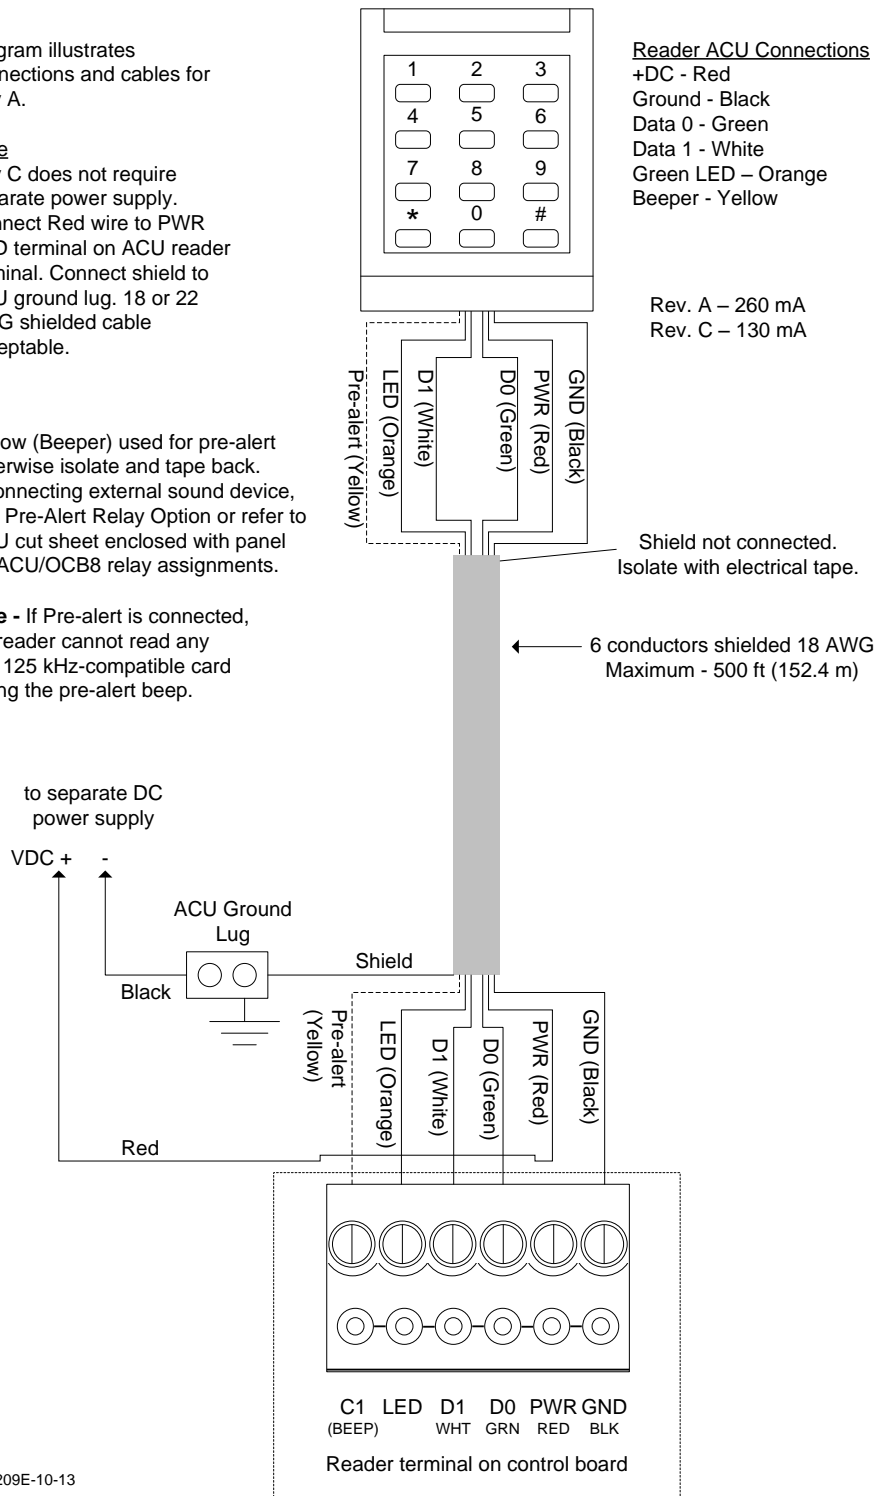 gram illustrates
nections and cables for
A.
C does not require
parate power supply.
nnect Red wire to PWR
D terminal on ACU reader
minal. Connect shield to
U ground lug. 18 or 22
G shielded cable
ceptable.
ow (Beeper) used for pre-alert
erwise isolate and tape back.
onnecting external sound device,
Pre-Alert Relay Option or refer to
U cut sheet enclosed with panel
ACU/OCB8 relay assignments.
e - If Pre-alert is connected,
reader cannot read any
125 kHz-compatible card
ng the pre-alert beep.
1 2 3
4 5 6
7 8 9
* 0 #
Reader ACU Connections
+DC - Red
Ground - Black
Data 0 - Green
Data 1 - White
Green LED – Orange
Beeper - Yellow
Rev. A – 260 mA
Rev. C – 130 mA
Pre-alert (Yellow)
LED (Orange)
D1 (White)
D0 (Green)
PWR (Red)
GND (Black)
Shield not connected.
Isolate with electrical tape.
6 conductors shielded 18 AWG
Maximum - 500 ft (152.4 m)
to separate DC
power supply
VDC + -
ACU Ground
Lug
Black
Shield
Pre-alert
(Yellow)
LED (Orange)
D1 (White)
D0 (Green)
PWR (Red)
GND (Black)
Red
C1 LED D1 D0 PWR GND
(BEEP) WHT GRN RED BLK
Reader terminal on control board
209E-10-13